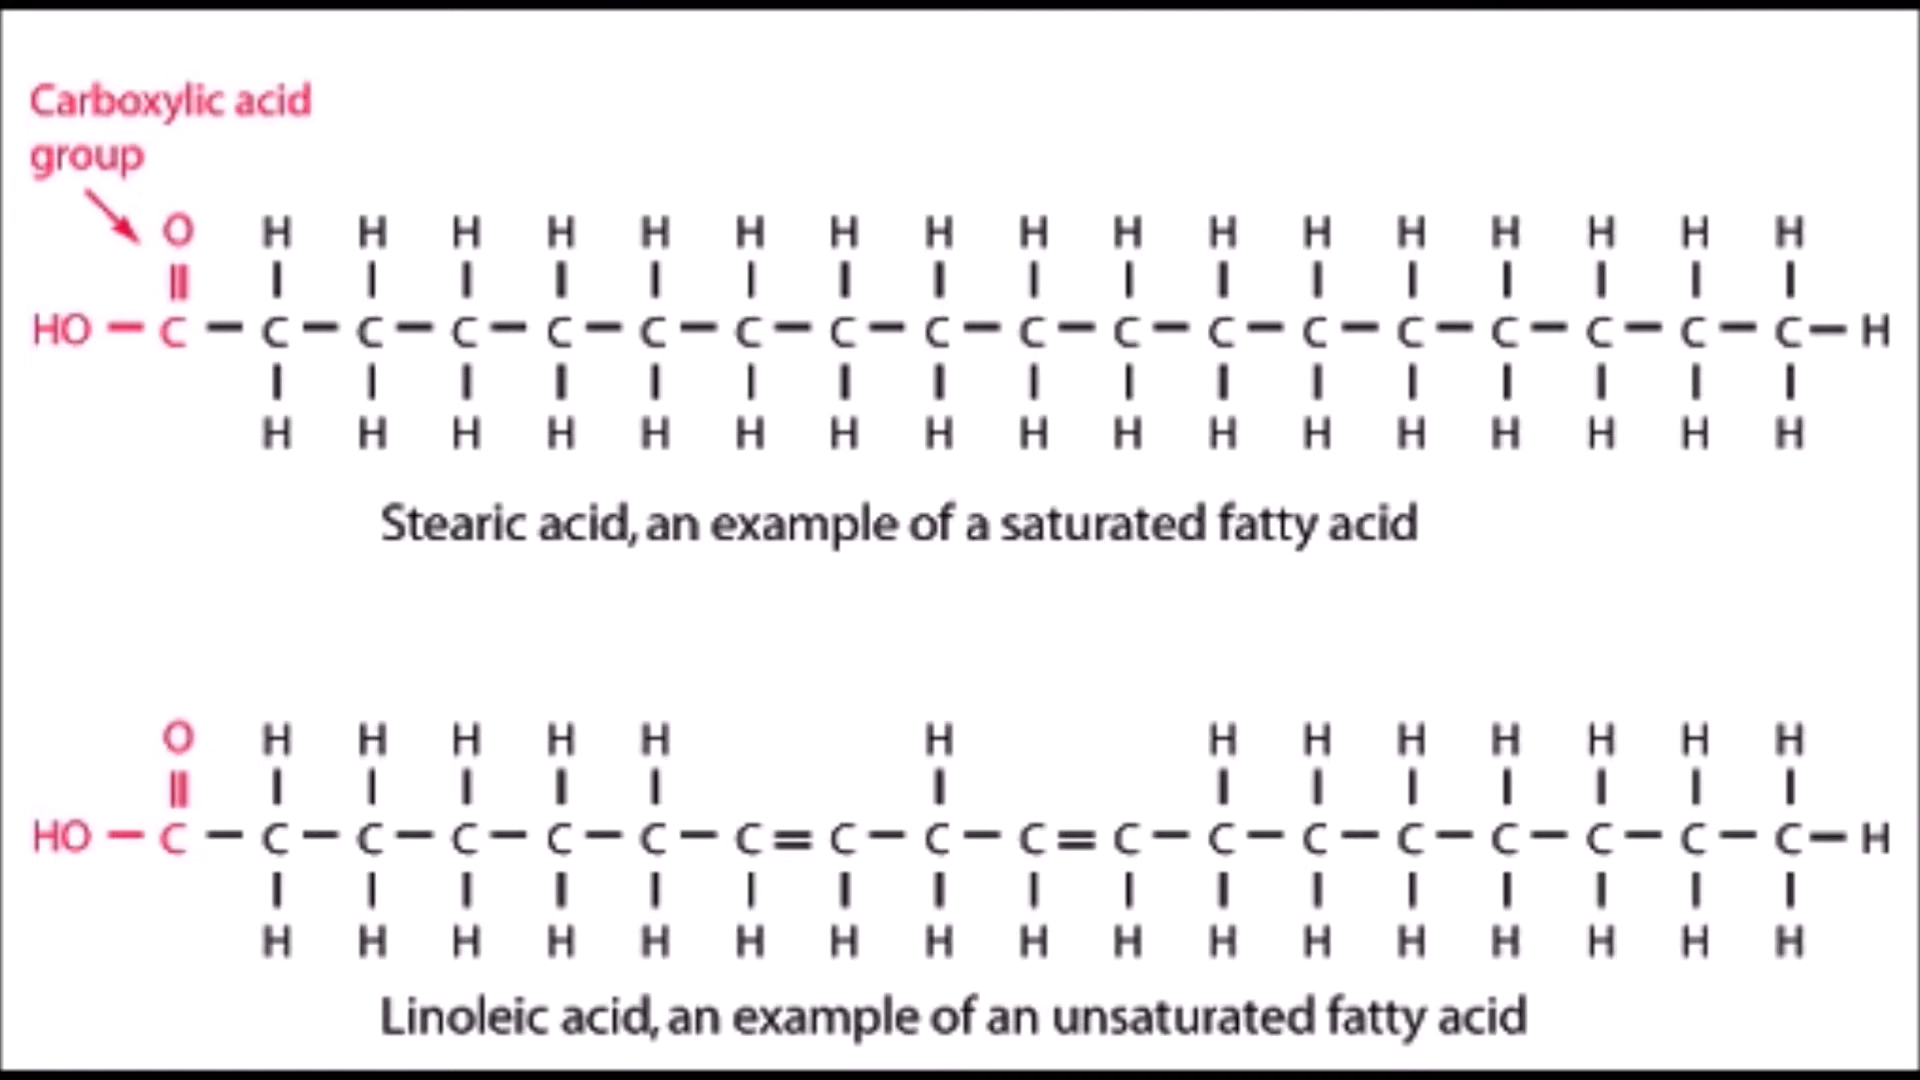 Carboxylic acid
group
O H H H H H H H H H H H H H H H H H
HO C C C C C C C C C C C C C C C C C C H
H H H H H H H H H H H H H H H H H
Stearic acid, an example of a saturated fatty acid
O H H H H H H H H H H H H H
HO C C C C C C = C C C = C C C C C C C C H
H H H H H H H H H H H H H H H H H
Linoleic acid, an example of an unsaturated fatty acid